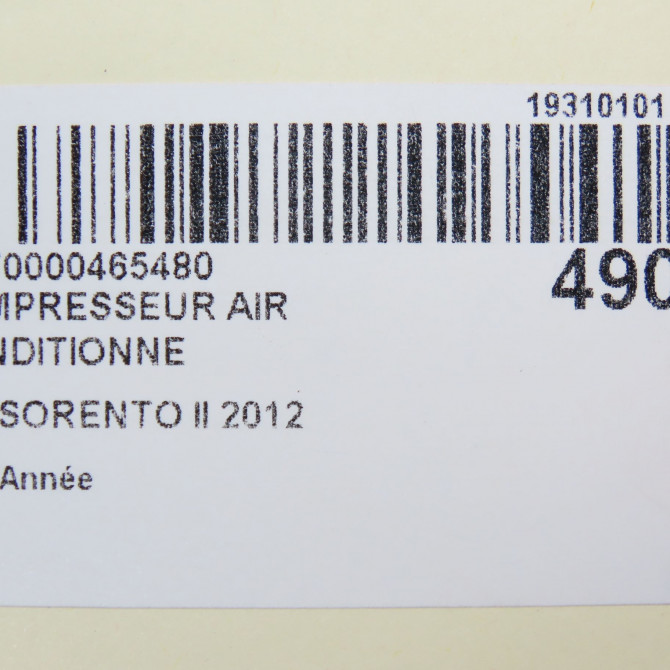 19310101
0000465480
490
MPRESSEUR AIR
NDITIONNE
SORENTO II 2012
Année